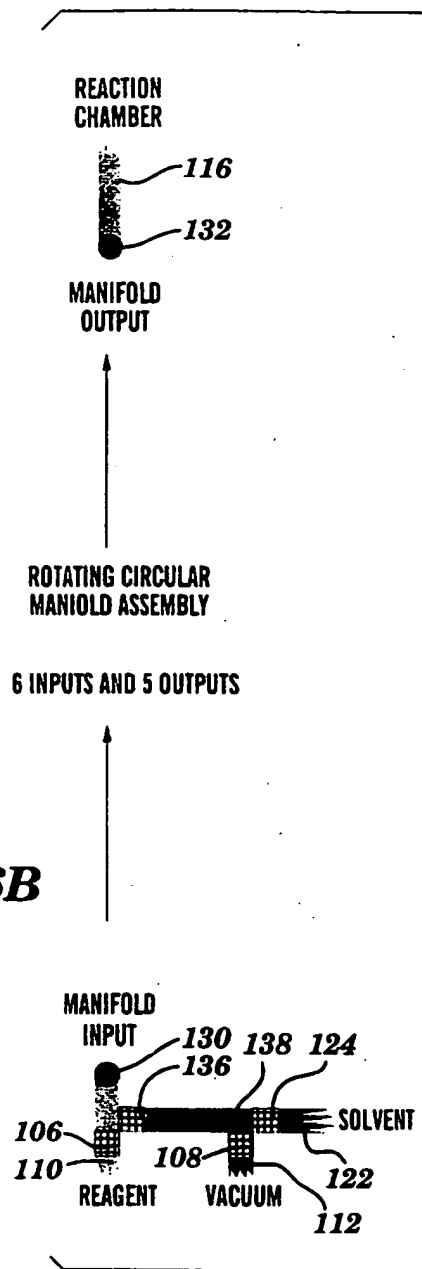 REACTION
CHAMBER
116
132
MANIFOLD
OUTPUT
ROTATING CIRCULAR
MANIOLD ASSEMBLY
6 INPUTS AND 5 OUTPUTS
6B
MANIFOLD
INPUT
130
136
138
124
106
110
108
SOLVENT
122
REAGENT
VACUUM
112